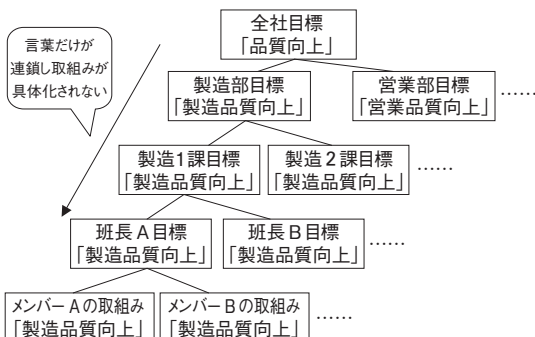 言葉だけが
連鎖し取組みが
具体化されない
全社目標
「品質向上」
製造部目標
「製造品質向上」
営業部目標
「営業品質向上」
……
製造1課目標
「製造品質向上」
製造2課目標
「製造品質向上」
……
班長A目標
「製造品質向上」
班長B目標
「製造品質向上」
……
メンバーAの取組み
「製造品質向上」
メンバーBの取組み
「製造品質向上」
……